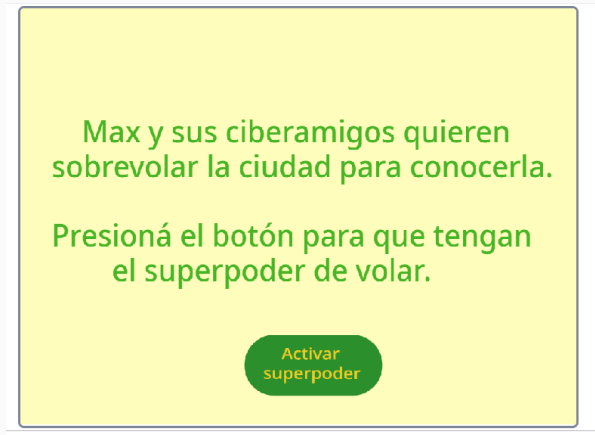 Max y sus ciberamigos quieren
sobrevolar la ciudad para conocerla.
Presioná el botón para que tengan
el superpoder de volar.
Activar
superpoder